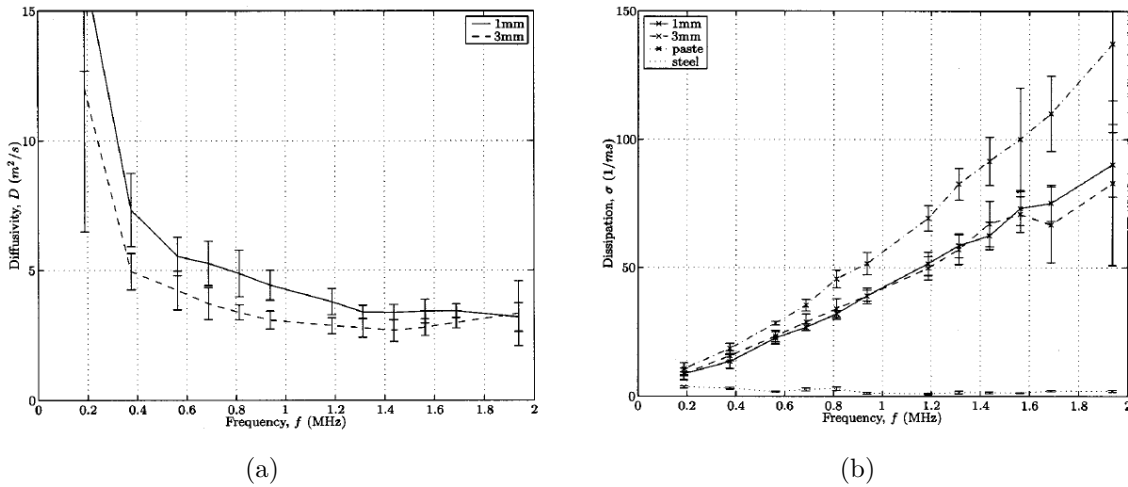 15
10
5
0
Diffusivity, D (m²/s)
1mm
3mm
0 0.2 0.4 0.6 0.8 1 1.2 1.4 1.6 1.8 2
Frequency, f (MHz)
(a)
150
100
50
0
Dissipation, σ (1/ms)
1mm
3mm
paste
steel
0 0.2 0.4 0.6 0.8 1 1.2 1.4 1.6 1.8 2
Frequency, f (MHz)
(b)